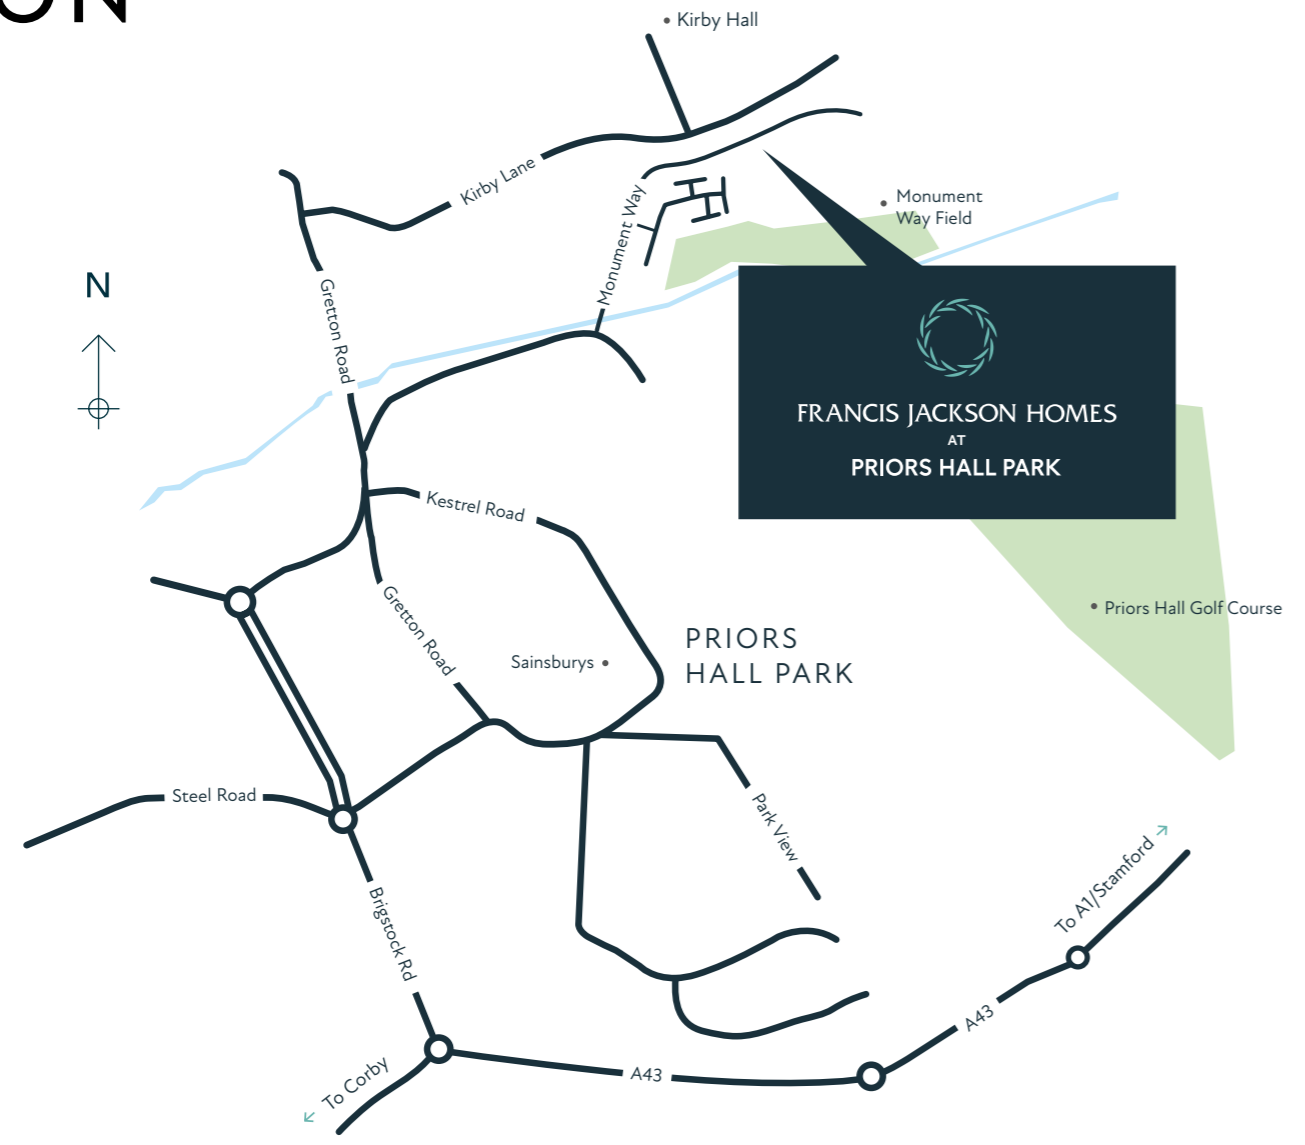 ON
Kirby Hall
Kirby Lane
Monument Way
Monument
Way Field
N
Gretton Road
FRANCIS JACKSON HOMES
AT
PRIORS HALL PARK
Kestrel Road
Gretton Road
Sainsburys
PRIORS
HALL PARK
Priors Hall Golf Course
Steel Road
Park View
Brigstock Rd
To A1/Stamford
A43
To Corby
A43